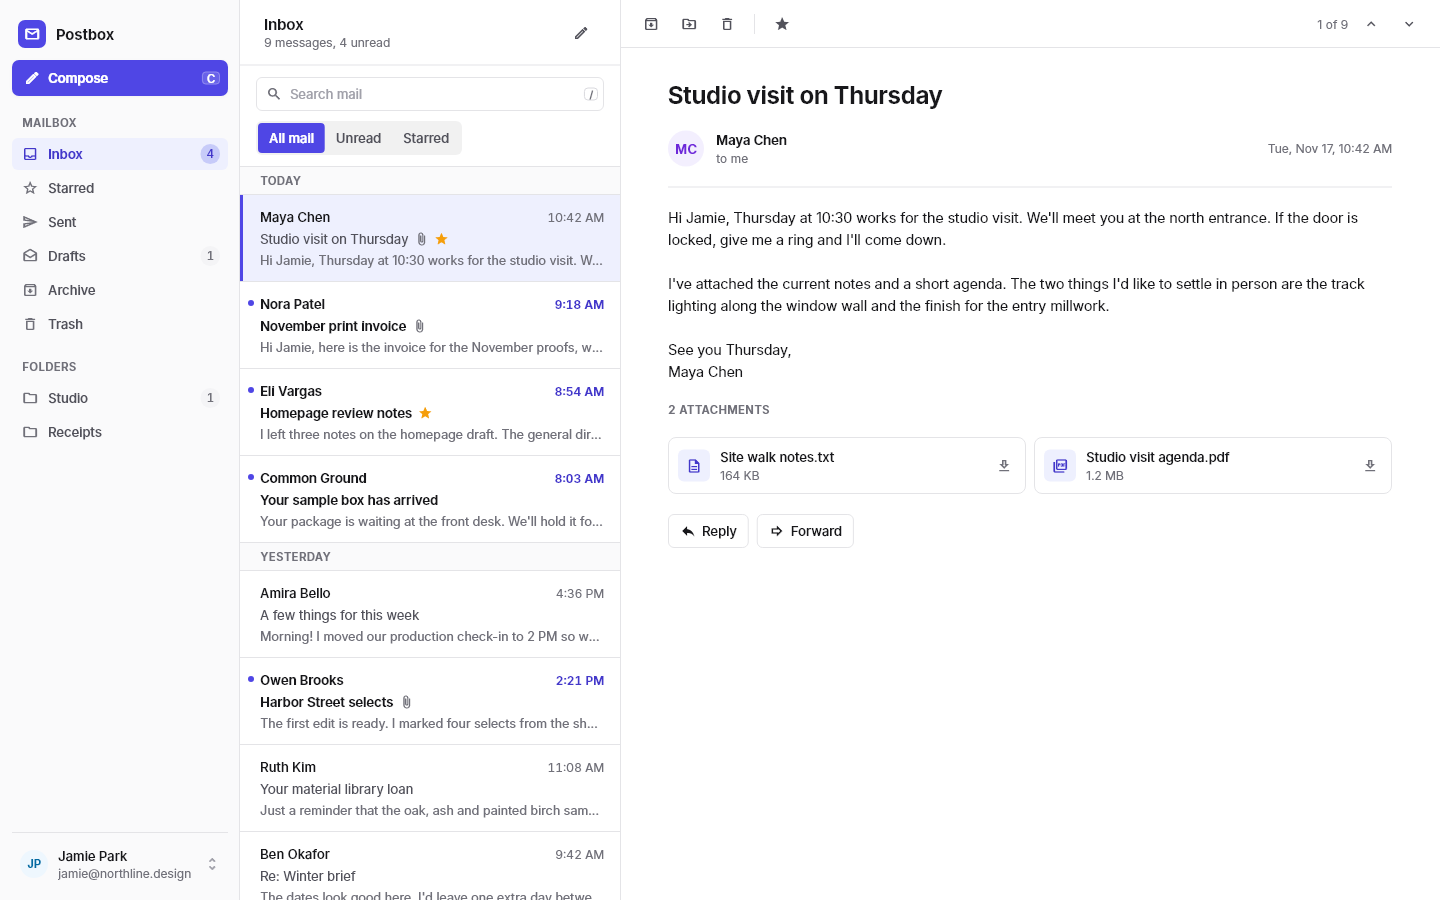 Postbox
Compose C
MAILBOX
Inbox 4
Starred
Sent
Drafts 1
Archive
Trash
FOLDERS
Studio 1
Receipts
JP
Jamie Park
jamie@northline.design
Inbox
9 messages, 4 unread
Search mail /
All mail Unread Starred
TODAY
Maya Chen 10:42 AM
Studio visit on Thursday
Hi Jamie, Thursday at 10:30 works for the studio visit. W...
Nora Patel 9:18 AM
November print invoice
Hi Jamie, here is the invoice for the November proofs, w...
Eli Vargas 8:54 AM
Homepage review notes
I left three notes on the homepage draft. The general dir...
Common Ground 8:03 AM
Your sample box has arrived
Your package is waiting at the front desk. We'll hold it fo...
YESTERDAY
Amira Bello 4:36 PM
A few things for this week
Morning! I moved our production check-in to 2 PM so w...
Owen Brooks 2:21 PM
Harbor Street selects
The first edit is ready. I marked four selects from the sh...
Ruth Kim 11:08 AM
Your material library loan
Just a reminder that the oak, ash and painted birch sam...
Ben Okafor 9:42 AM
Re: Winter brief
The dates look good here. I'd leave one extra day betwe...
1 of 9
Studio visit on Thursday
MC
Maya Chen
to me
Tue, Nov 17, 10:42 AM
Hi Jamie, Thursday at 10:30 works for the studio visit. We'll meet you at the north entrance. If the door is
locked, give me a ring and I'll come down.
I've attached the current notes and a short agenda. The two things I'd like to settle in person are the track
lighting along the window wall and the finish for the entry millwork.
See you Thursday,
Maya Chen
2 ATTACHMENTS
Site walk notes.txt
164 KB
PDF
Studio visit agenda.pdf
1.2 MB
Reply Forward